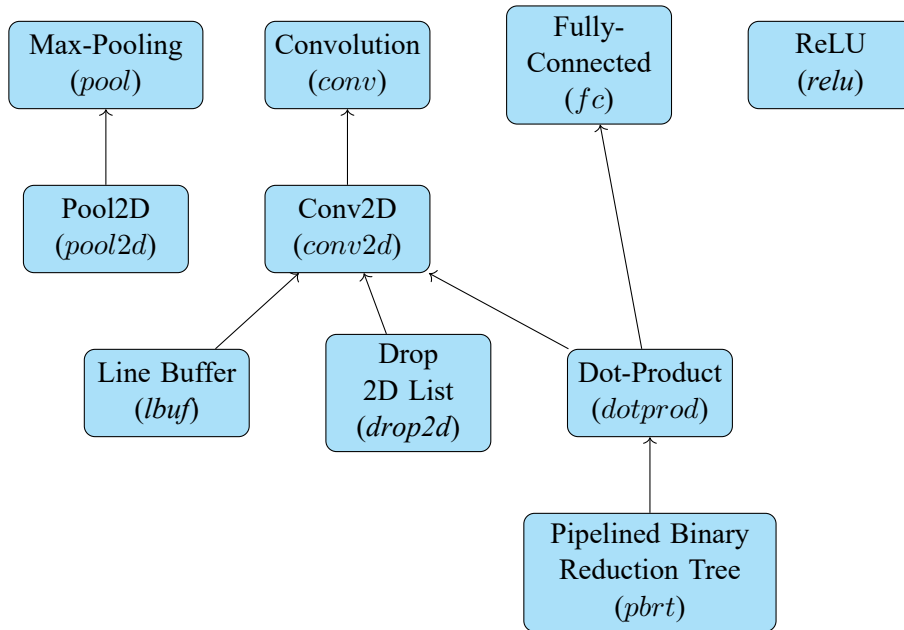 Max-Pooling
(pool)
Convolution
(conv)
Fully-
Connected
(fc)
ReLU
(relu)
Pool2D
(pool2d)
Conv2D
(conv2d)
Line Buffer
(lbuf)
Drop
2D List
(drop2d)
Dot-Product
(dotprod)
Pipelined Binary
Reduction Tree
(pbrt)